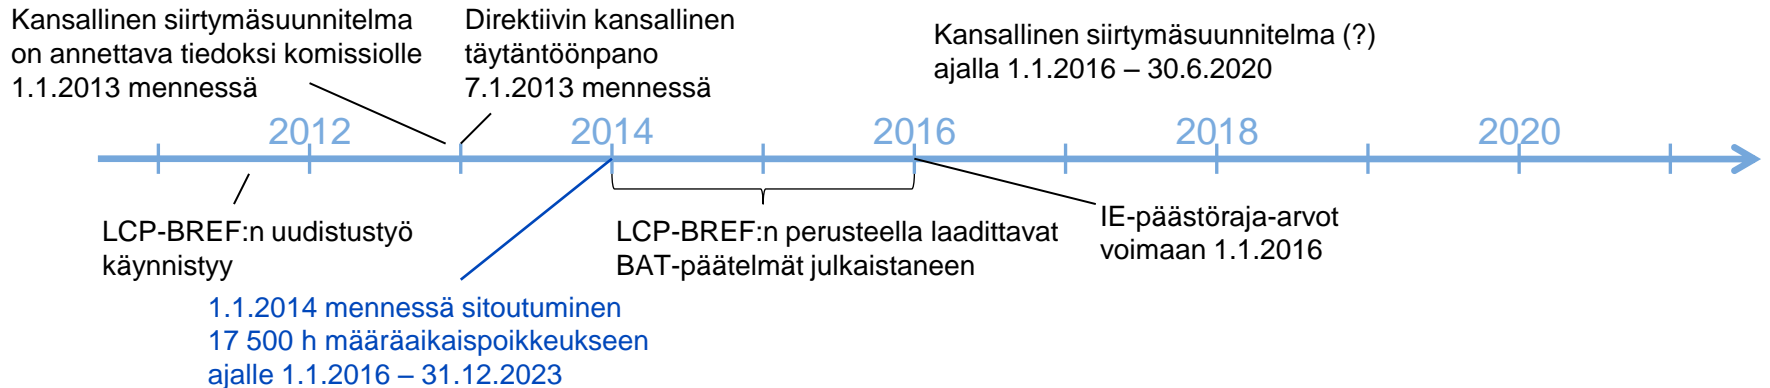 Kansallinen siirtymäsuunnitelma
on annettava tiedoksi komissiolle
1.1.2013 mennessä
Direktiivin kansallinen
täytäntöönpano
7.1.2013 mennessä
Kansallinen siirtymäsuunnitelma (?)
ajalla 1.1.2016 – 30.6.2020
2012
2014
2016
2018
2020
LCP-BREF:n uudistustyö
käynnistyy
LCP-BREF:n perusteella laadittavat
BAT-päätelmät julkaistaneen
IE-päästöraja-arvot
voimaan 1.1.2016
1.1.2014 mennessä sitoutuminen
17 500 h määräaikaispoikkeukseen
ajalle 1.1.2016 – 31.12.2023